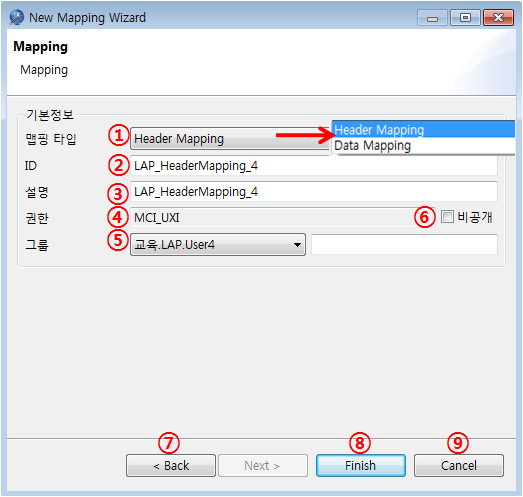 New Mapping Wizard
Mapping
Mapping
기본정보
맵핑 타입 ① Header Mapping
Header Mapping
Data Mapping
ID ② LAP_HeaderMapping_4
설명 ③ LAP_HeaderMapping_4
권한 ④ MCI_UXI ⑥ 비공개
그룹 ⑤ 교육.LAP.User4
⑦ ⑧ ⑨
< Back Next > Finish Cancel